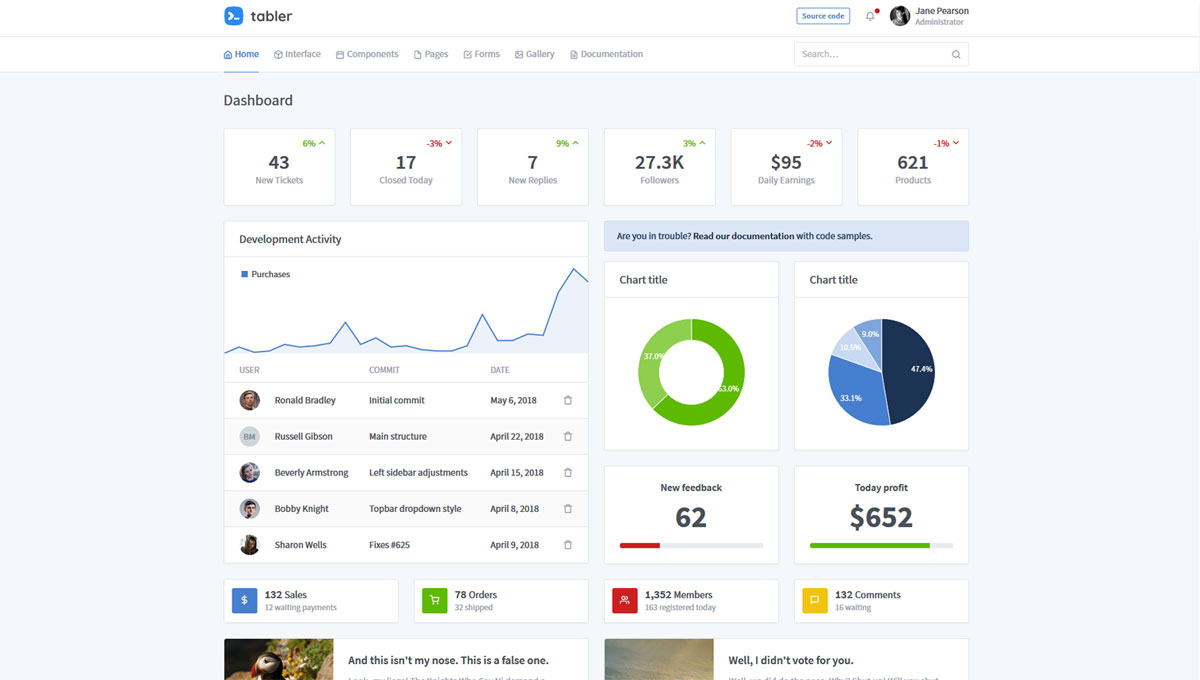 tabler
Source code
Jane Pearson
Administrator
Home Interface Components Pages Forms Gallery Documentation
Search…
Dashboard
6%
43
New Tickets
-3%
17
Closed Today
9%
7
New Replies
3%
27.3K
Followers
-2%
$95
Daily Earnings
-1%
621
Products
Development Activity
Purchases
USER COMMIT DATE
Ronald Bradley Initial commit May 6, 2018
BM Russell Gibson Main structure April 22, 2018
Beverly Armstrong Left sidebar adjustments April 15, 2018
Bobby Knight Topbar dropdown style April 8, 2018
Sharon Wells Fixes #625 April 9, 2018
Are you in trouble? Read our documentation with code samples.
Chart title
37.0%
63.0%
Chart title
9.0%
10.5%
47.4%
33.1%
New feedback
62
Today profit
$652
132 Sales
12 waiting payments
78 Orders
32 shipped
1,352 Members
163 registered today
132 Comments
16 waiting
And this isn't my nose. This is a false one.
Well, I didn't vote for you.